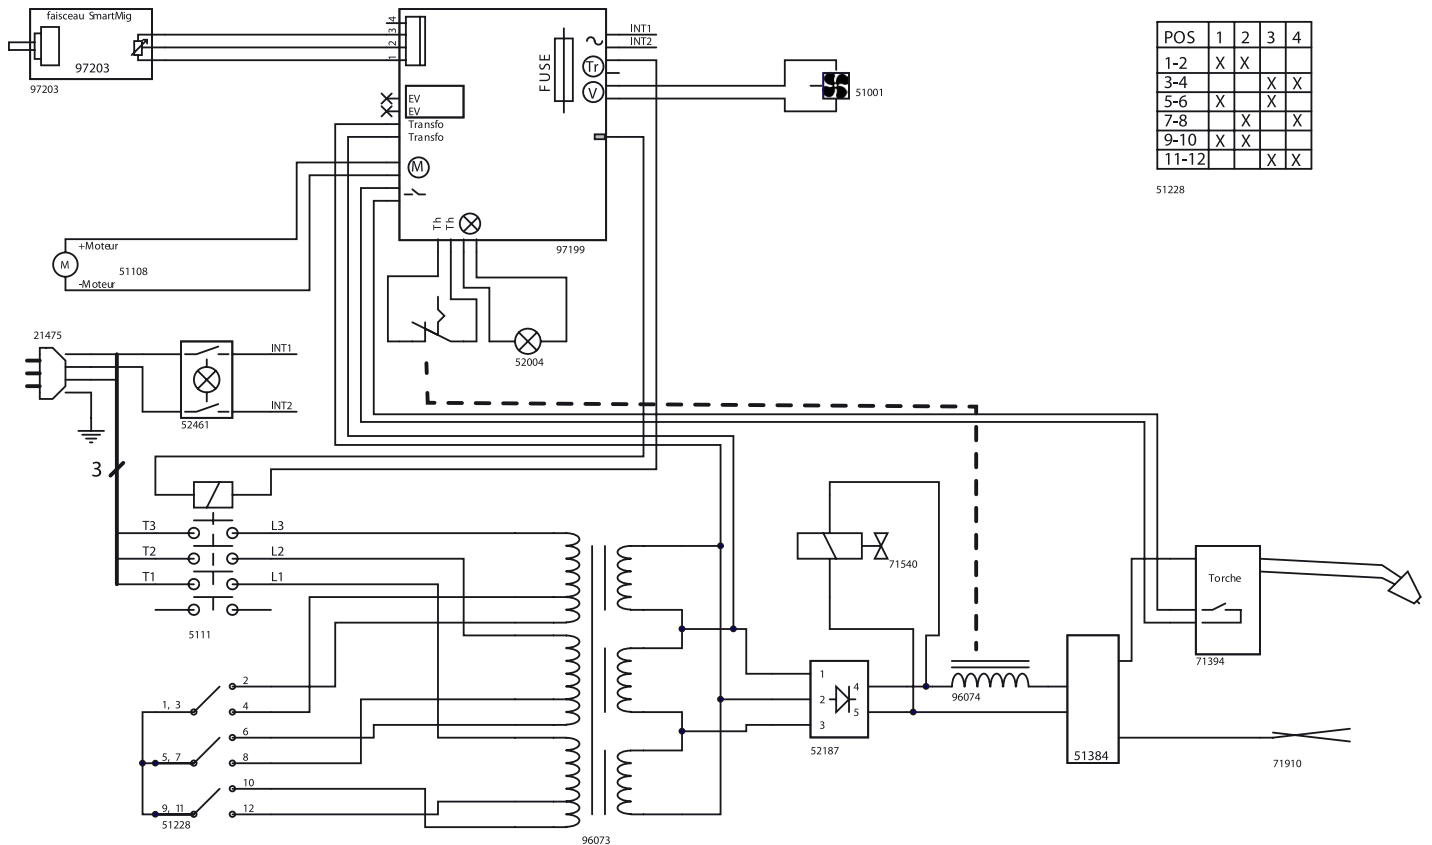 faisceau SmartMig
97203
97203
4
3
2
1
EV
EV
Transfo
Transfo
M
Th
Th
FUSE
Tr
V
97199
INT1
INT2
51001
POS 1 2 3 4
1-2 X X
3-4 X X
5-6 X X
7-8 X X
9-10 X X
11-12 X X
51228
+Moteur
M
51108
-Moteur
21475
INT1
INT2
52461
52004
3
T3 L3
T2 L2
T1 L1
5111
2
1, 3
4
6
5, 7
8
10
9, 11
12
51228
96073
71540
1
2
3
4
5
52187
96074
51384
Torche
71394
71910